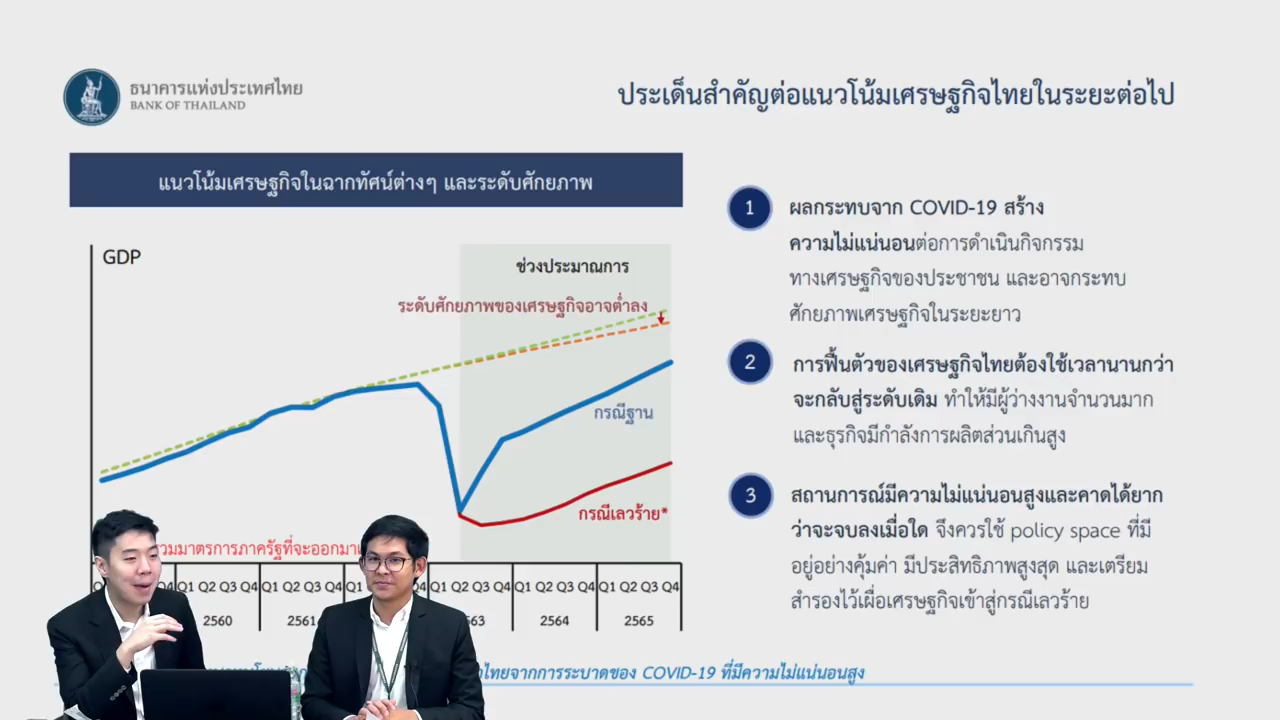 ธนาคารแห่งประเทศไทย
BANK OF THAILAND
ประเด็นสำคัญต่อแนวโน้มเศรษฐกิจไทยในระยะต่อไป
แนวโน้มเศรษฐกิจในฉากทัศน์ต่างๆ และระดับศักยภาพ
GDP
ช่วงประมาณการ
ระดับศักยภาพของเศรษฐกิจอาจต่ำลง
กรณีฐาน
กรณีเลวร้าย*
วมมาตรการภาครัฐที่จะออกมา
Q4 Q1 Q2 Q3 Q4 Q1 Q2 Q3 Q4 Q1 Q2 Q3 Q4 Q1 Q2 Q3 Q4
2560 2561 2564 2565
ไทยจากการระบาดของ COVID-19 ที่มีความไม่แน่นอนสูง
1
ผลกระทบจาก COVID-19 สร้าง
ความไม่แน่นอนต่อการดำเนินกิจกรรม
ทางเศรษฐกิจของประชาชน และอาจกระทบ
ศักยภาพเศรษฐกิจในระยะยาว
2
การฟื้นตัวของเศรษฐกิจไทยต้องใช้เวลานานกว่า
จะกลับสู่ระดับเดิม ทำให้มีผู้ว่างงานจำนวนมาก
และธุรกิจมีกำลังการผลิตส่วนเกินสูง
3
สถานการณ์มีความไม่แน่นอนสูงและคาดได้ยาก
ว่าจะจบลงเมื่อใด จึงควรใช้ policy space ที่มี
อยู่อย่างคุ้มค่า มีประสิทธิภาพสูงสุด และเตรียม
สำรองไว้เผื่อเศรษฐกิจเข้าสู่กรณีเลวร้าย